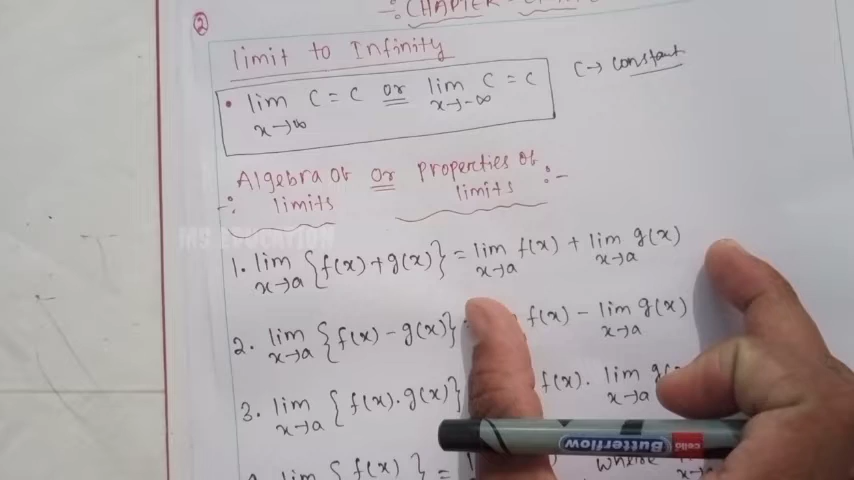 ②
CHAPTER
Limit to Infinity
• lim x→∞ C = C or lim x→-∞ C = C
C → constant
Algebra of limits or Properties of limits :-
MS EDUCATION
1. lim x→a {f(x) + g(x)} = lim x→a f(x) + lim x→a g(x)
2. lim x→a {f(x) - g(x)} = f(x) - lim x→a g(x)
3. lim x→a {f(x) . g(x)} f(x) . lim x→a g(x
lim { f(x) } = where
x→a
cello Butterflow